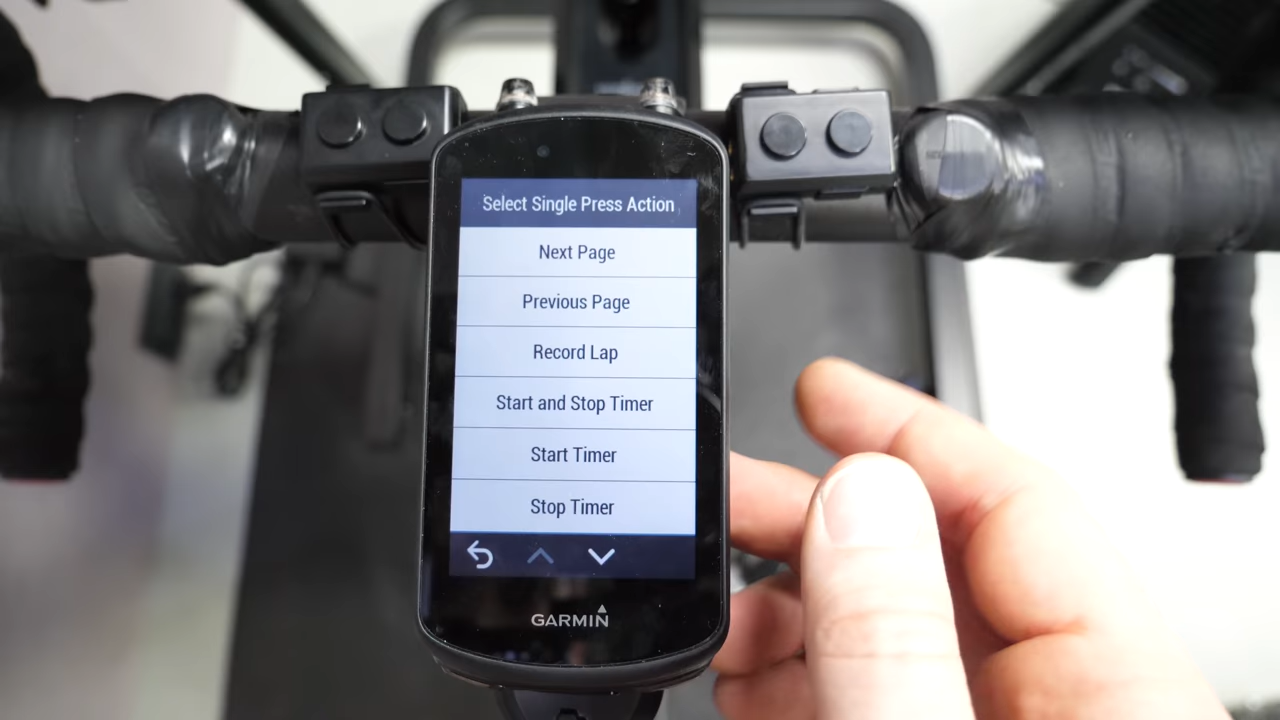 Select Single Press Action
Next Page
Previous Page
Record Lap
Start and Stop Timer
Start Timer
Stop Timer
GARMIN